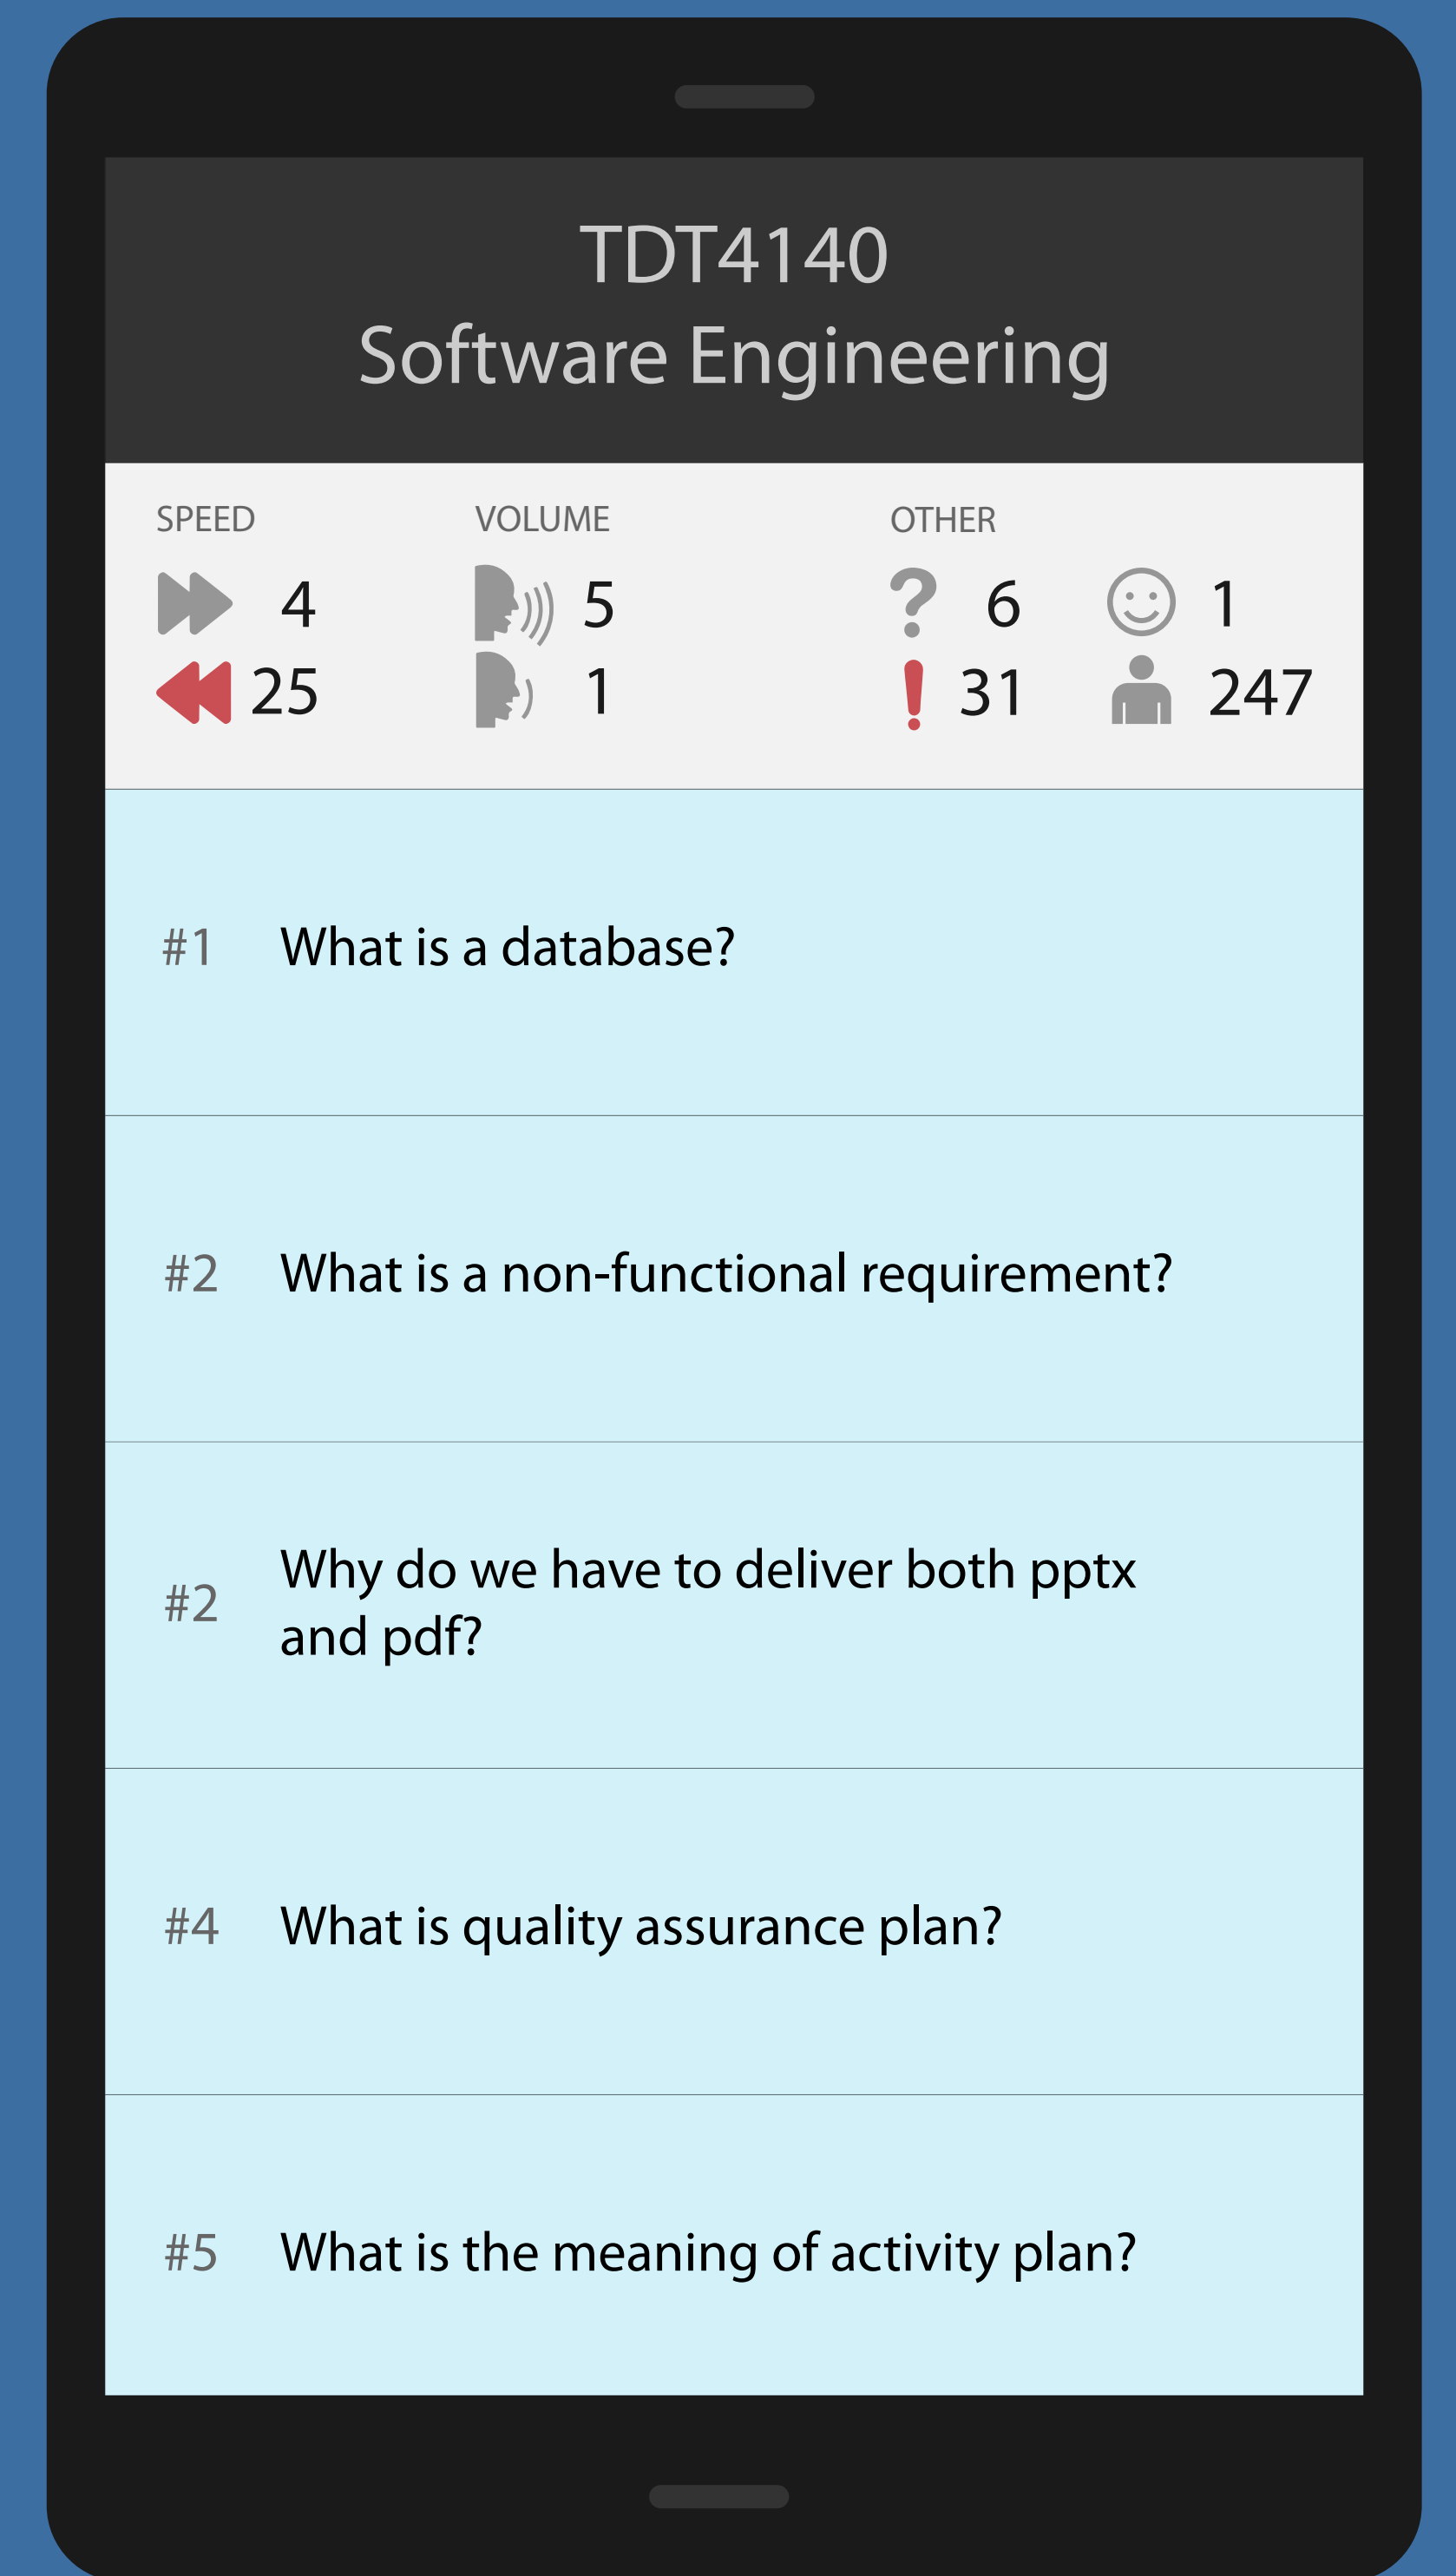 TDT4140
Software Engineering
SPEED VOLUME OTHER
4 5 6 1
25 1 31 247
#1 What is a database?
#2 What is a non-functional requirement?
#2 Why do we have to deliver both pptx
and pdf?
#4 What is quality assurance plan?
#5 What is the meaning of activity plan?